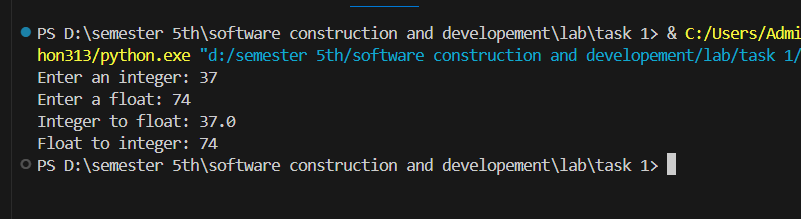 PS D:\semester 5th\software construction and developement\lab\task 1> & C:/Users/Admi
hon313/python.exe "d:/semester 5th/software construction and developement/lab/task 1/
Enter an integer: 37
Enter a float: 74
Integer to float: 37.0
Float to integer: 74
PS D:\semester 5th\software construction and developement\lab\task 1>